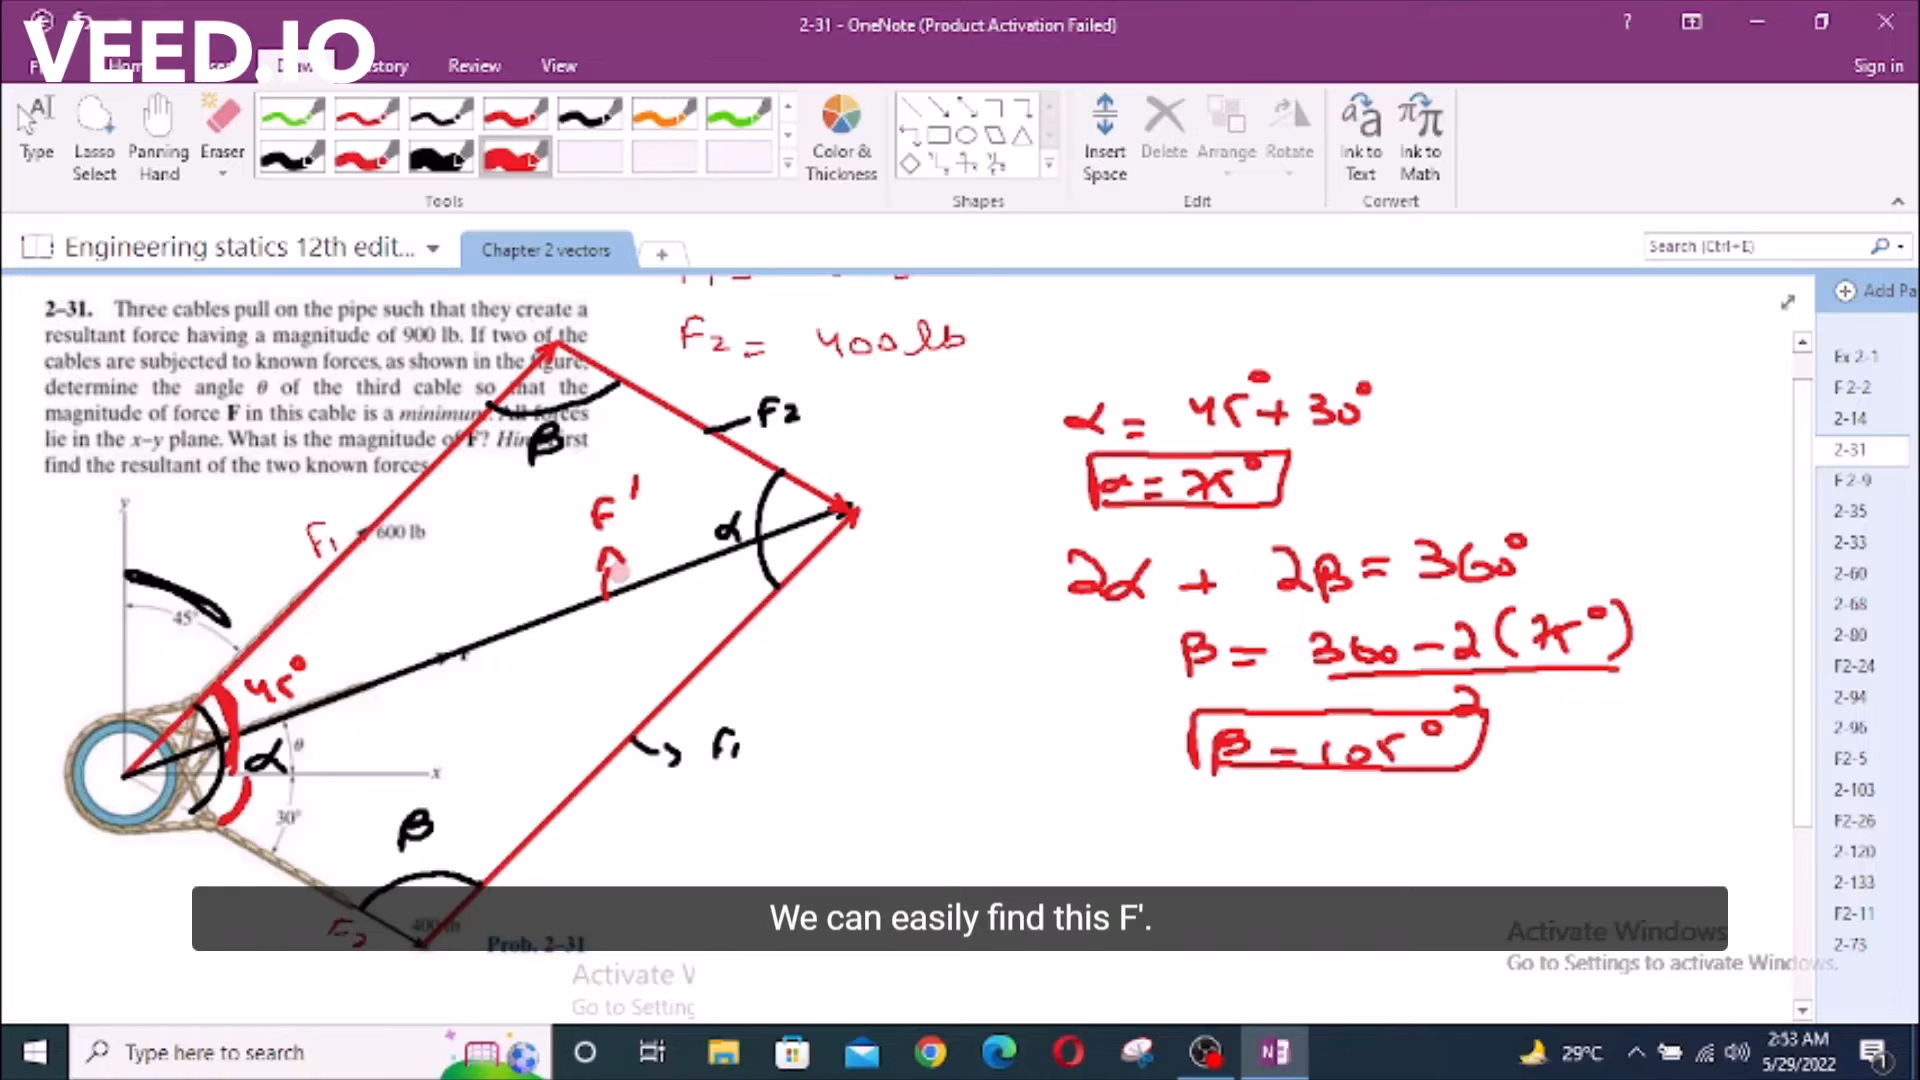 VEED.IO
2-31 - OneNote (Product Activation Failed)
?
Review
View
Sign in
Type
Lasso Select
Panning Hand
Eraser
Color & Thickness
Insert Space
Delete
Arrange
Rotate
Ink to Text
Ink to Math
Tools
Shapes
Edit
Convert
Engineering statics 12th edit...
Chapter 2 vectors
+
Search (Ctrl+E)
Add Pa
Ex 2-1
F 2-2
2-14
2-31
F 2-9
2-35
2-33
2-60
2-68
2-80
F2-24
2-94
2-96
F2-5
2-103
F2-26
2-120
2-133
F2-11
2-73
2–31. Three cables pull on the pipe such that they create a
resultant force having a magnitude of 900 lb. If two of the
cables are subjected to known forces, as shown in the figure,
determine the angle θ of the third cable so that the
magnitude of force F in this cable is a minimum. All forces
lie in the x–y plane. What is the magnitude of F? Hint: First
find the resultant of the two known forces.
F2 = 400 lb
α = 45° + 30°
α = 75°
2α + 2β = 360°
β = 360 - 2(75°)
2
β = 105°
β
F2
F1
600 lb
F'
α
y
45°
45°
θ
α
x
30°
β
F1
F2
400 lb
Prob. 2–31
We can easily find this F'.
Activate Windows
Go to Settings to activate Windows.
Activate W
Go to Setting
Type here to search
29°C
2:53 AM
5/29/2022
1